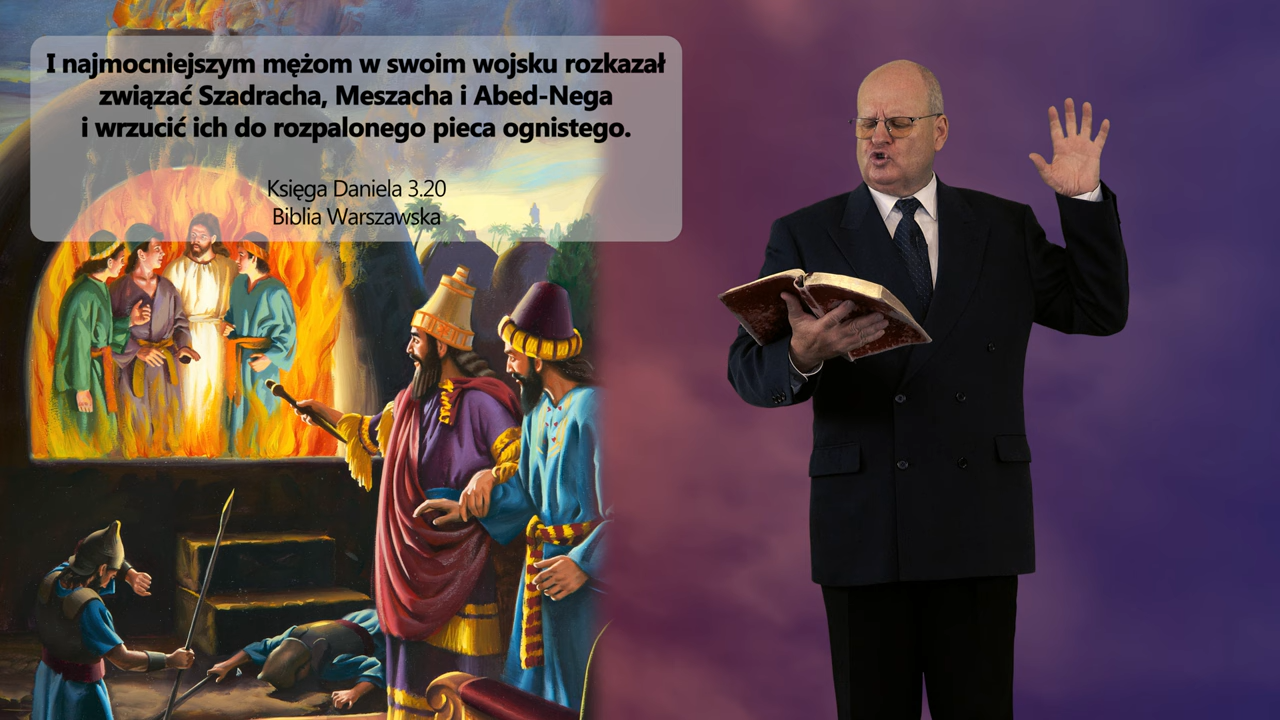 I najmocniejszym mężom w swoim wojsku rozkazał
związać Szadracha, Meszacha i Abed-Nega
i wrzucić ich do rozpalonego pieca ognistego.
Księga Daniela 3.20
Biblia Warszawska